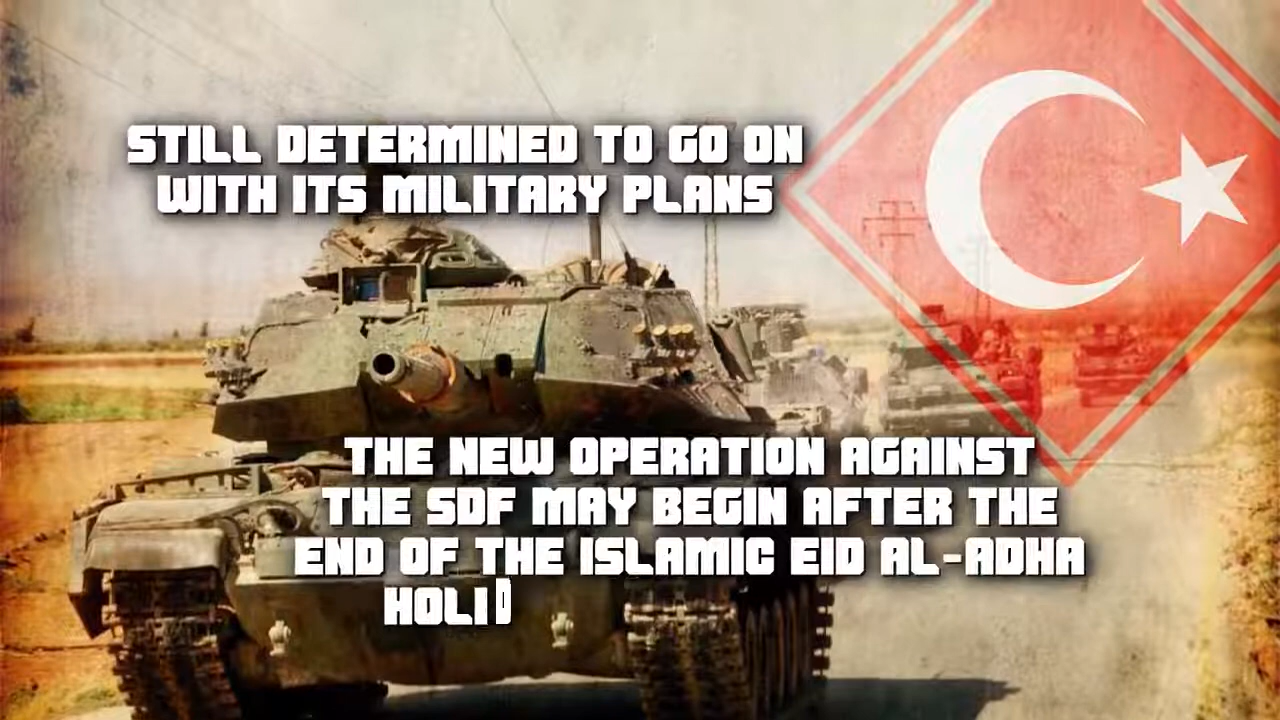 STILL DETERMINED TO GO ON
WITH ITS MILITARY PLANS
THE NEW OPERATION AGAINST
THE SDF MAY BEGIN AFTER THE
END OF THE ISLAMIC EID AL-ADHA
HOLI